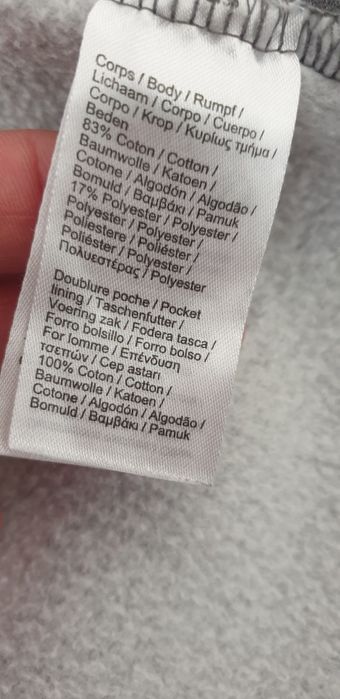 Corps / Body / Rumpf /
Lichaam / Corpo / Cuerpo /
Corpo / Krop / Κυρίως τμήμα /
Beden
83% Coton / Cotton /
Baumwolle / Katoen /
Cotone / Algodón / Algodão /
Bomuld / Βαμβάκι / Pamuk
17% Polyester / Polyester /
Polyester / Polyester /
Poliestere / Poliéster /
Poliéster / Polyester /
Πολυεστέρας / Polyester
Doublure poche / Pocket
lining / Taschenfutter /
Voering zak / Fodera tasca /
Forro bolsillo / Forro bolso /
For lomme / Επένδυση
τσεπών / Cep astarı
100% Coton / Cotton /
Baumwolle / Katoen /
Cotone / Algodón / Algodão /
Bomuld / Βαμβάκι / Pamuk